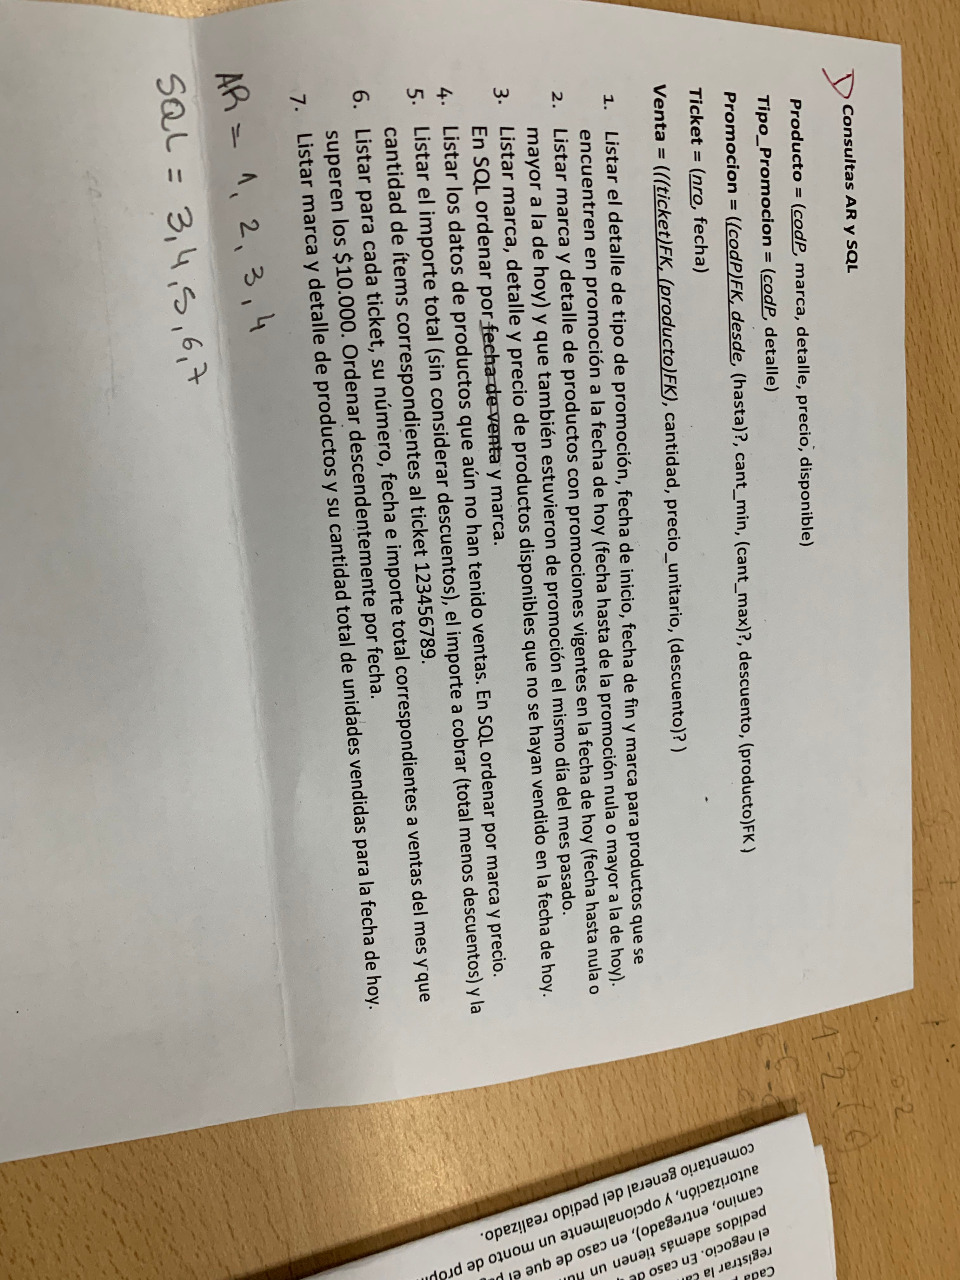 1) Consultas AR y SQL
Producto = (codP, marca, detalle, precio, disponible)
Tipo_Promocion = (codP, detalle)
Promocion = ((codP)FK, desde, (hasta)?, cant_min, (cant_max)?, descuento, (producto)FK )
Ticket = (nro, fecha)
Venta = (((ticket)FK, (producto)FK), cantidad, precio_unitario, (descuento)? )
1. Listar el detalle de tipo de promoción, fecha de inicio, fecha de fin y marca para productos que se
encuentren en promoción a la fecha de hoy (fecha hasta de la promoción nula o mayor a la de hoy).
2. Listar marca y detalle de productos con promociones vigentes en la fecha de hoy (fecha hasta nula o
mayor a la de hoy) y que también estuvieron de promoción el mismo día del mes pasado.
3. Listar marca, detalle y precio de productos disponibles que no se hayan vendido en la fecha de hoy.
En SQL ordenar por fecha de venta y marca.
4. Listar los datos de productos que aún no han tenido ventas. En SQL ordenar por marca y precio.
5. Listar el importe total (sin considerar descuentos), el importe a cobrar (total menos descuentos) y la
cantidad de ítems correspondientes al ticket 123456789.
6. Listar para cada ticket, su número, fecha e importe total correspondientes a ventas del mes y que
superen los $10.000. Ordenar descendentemente por fecha.
7. Listar marca y detalle de productos y su cantidad total de unidades vendidas para la fecha de hoy.
AR = 1, 2, 3, 4
SQL = 3, 4, 5, 6, 7
registrar la
el negocio. En caso de
pedidos además tienen un
camino, entregado), en caso de que el
autorización, y opcionalmente un monto de
comentario general del pedido realizado.